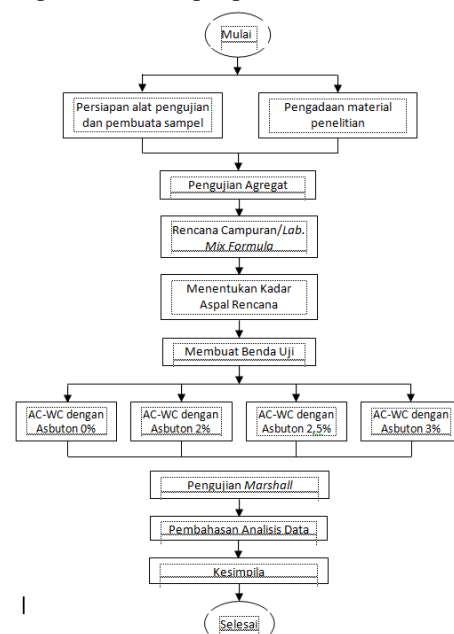 Mulai
Persiapan alat pengujian
dan pembuata sampel
Pengadaan material
penelitian
Pengujian Agregat
Rencana Campuran/Lab.
Mix Formula
Menentukan Kadar
Aspal Rencana
Membuat Benda Uji
AC-WC dengan
Asbuton 0%
AC-WC dengan
Asbuton 2%
AC-WC dengan
Asbuton 2,5%
AC-WC dengan
Asbuton 3%
Pengujian Marshall
Pembahasan Analisis Data
Kesimpila
Selesai